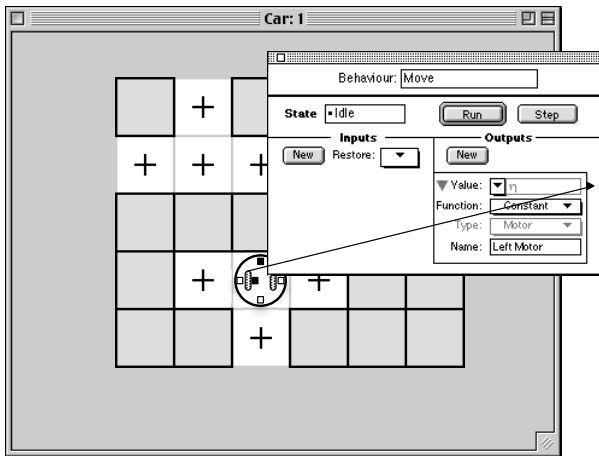 Car: 1
Behaviour: Move
State •Idle Run Step
Inputs Outputs
New Restore: New
Value: η
Function: Constant
Type: Motor
Name: Left Motor